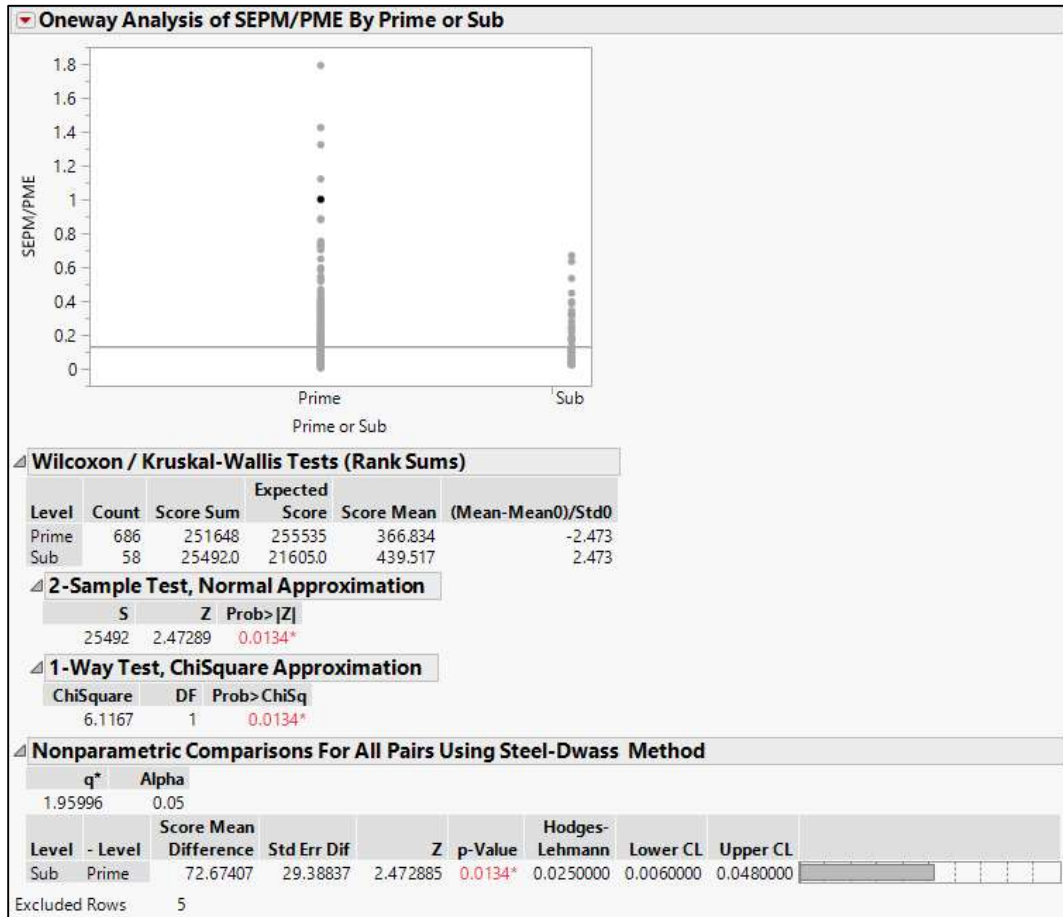 Oneway Analysis of SEPM/PME By Prime or Sub
1.8
1.6
1.4
1.2
1
0.8
0.6
0.4
0.2
0
SEPM/PME
Prime Sub
Prime or Sub
Wilcoxon / Kruskal-Wallis Tests (Rank Sums)
Expected
Level Count Score Sum Score Score Mean (Mean-Mean0)/Std0
Prime 686 251648 255535 366.834 -2.473
Sub 58 25492.0 21605.0 439.517 2.473
2-Sample Test, Normal Approximation
S Z Prob>|Z|
25492 2.47289 0.0134*
1-Way Test, ChiSquare Approximation
ChiSquare DF Prob>ChiSq
6.1167 1 0.0134*
Nonparametric Comparisons For All Pairs Using Steel-Dwass Method
q* Alpha
1.95996 0.05
Score Mean Hodges-
Level - Level Difference Std Err Dif Z p-Value Lehmann Lower CL Upper CL
Sub Prime 72.67407 29.38837 2.472885 0.0134* 0.0250000 0.0060000 0.0480000
Excluded Rows 5